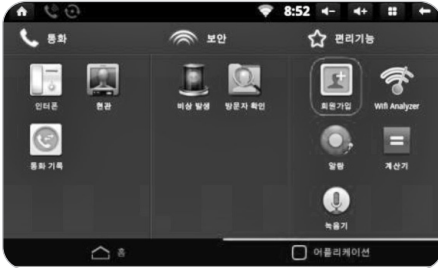 8:52
통화
보안
편리기능
인터폰
현관
비상 발생
방문자 확인
회원가입
Wifi Analyzer
통화 기록
알람
계산기
녹음기
홈
어플리케이션